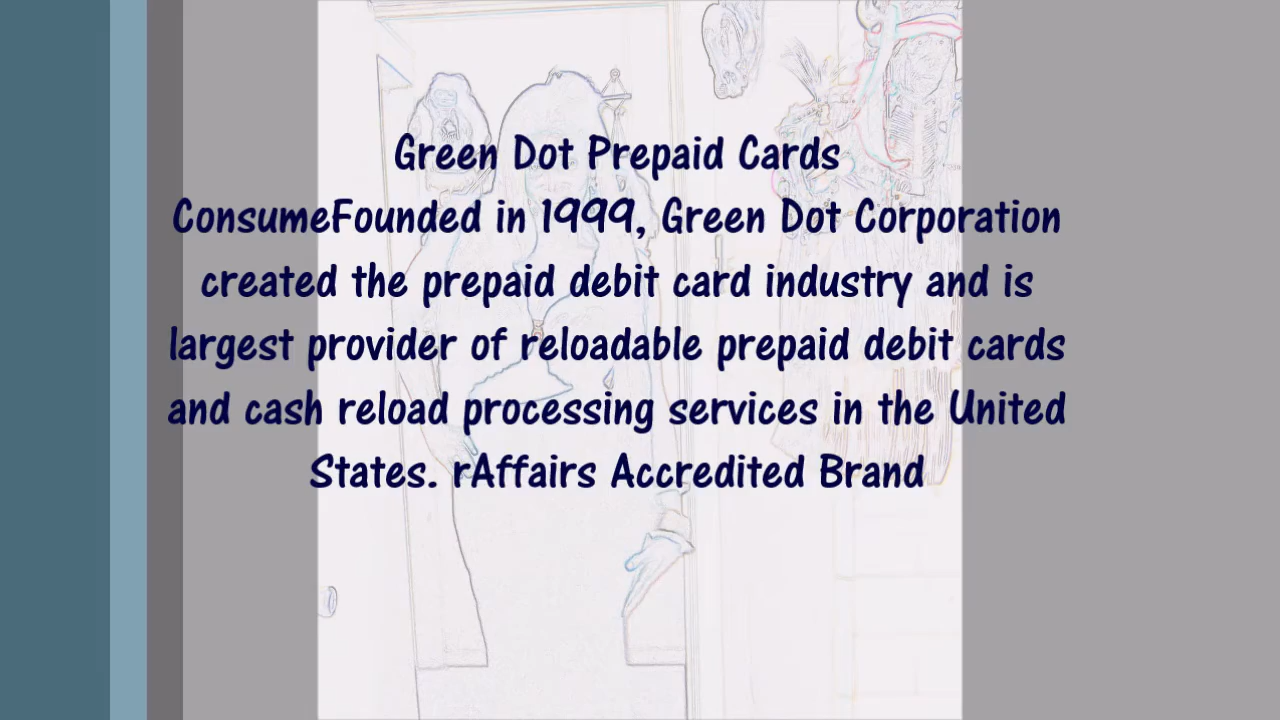 Green Dot Prepaid Cards
ConsumeFounded in 1999, Green Dot Corporation
created the prepaid debit card industry and is
largest provider of reloadable prepaid debit cards
and cash reload processing services in the United
States. rAffairs Accredited Brand